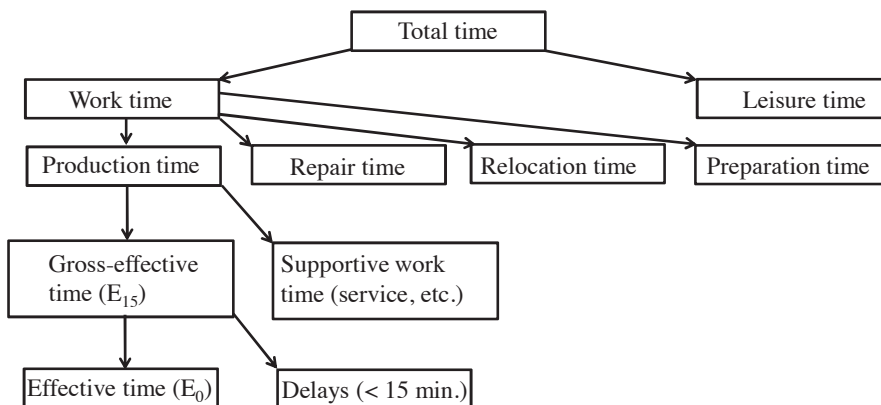 Total time
Work time
Leisure time
Production time
Repair time
Relocation time
Preparation time
Gross-effective
time (E₁₅)
Supportive work
time (service, etc.)
Effective time (E₀)
Delays (< 15 min.)